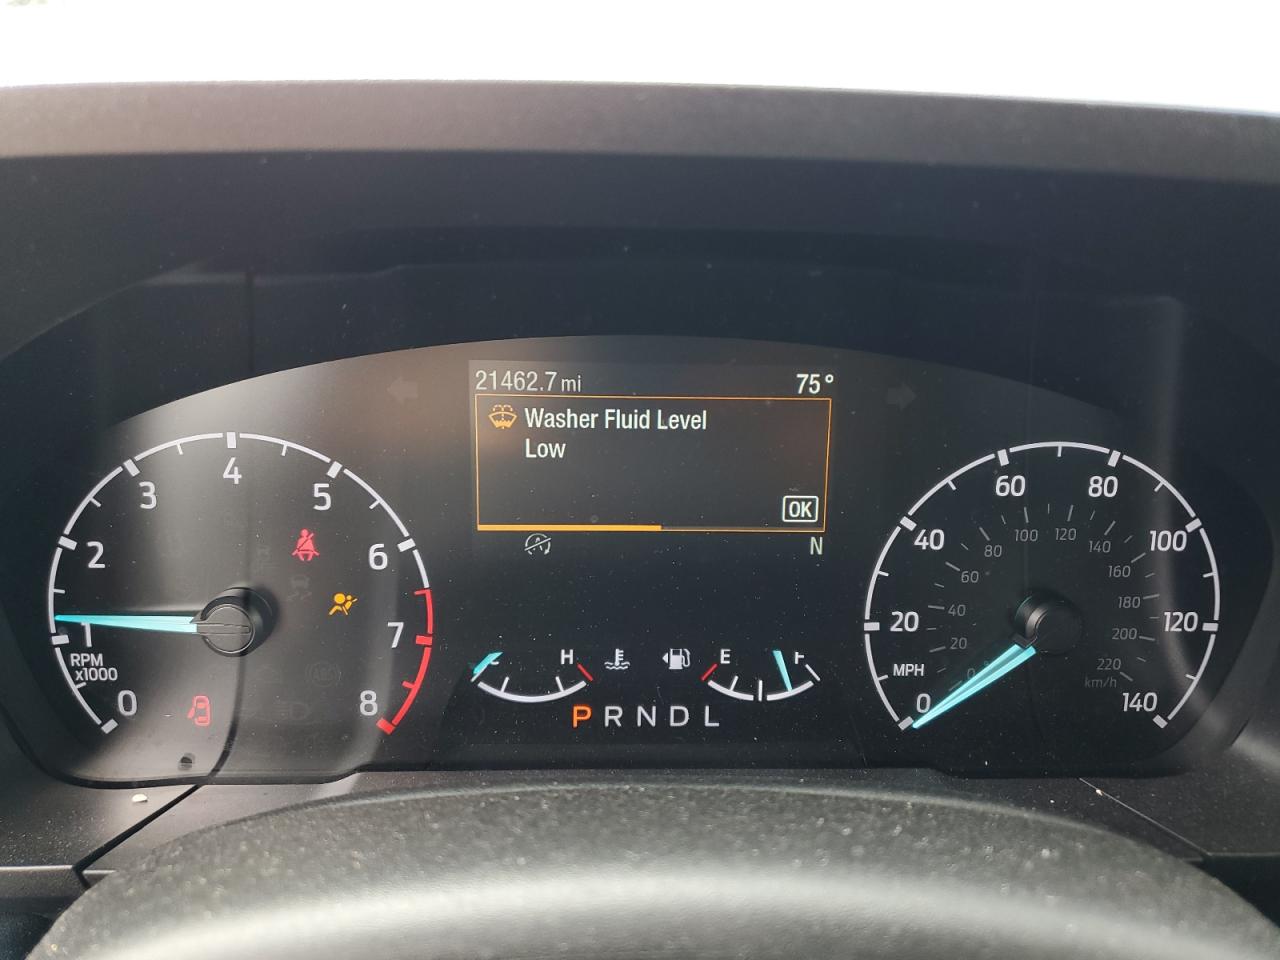 21462.7 mi 75°
Washer Fluid Level
Low
OK
A
N
0 1 2 3 4 5 6 7 8
RPM
x1000
H
E F
P R N D L
0 20 40 60 80 100 120 140
MPH
0 20 40 60 80 100 120 140 160 180 200 220
km/h